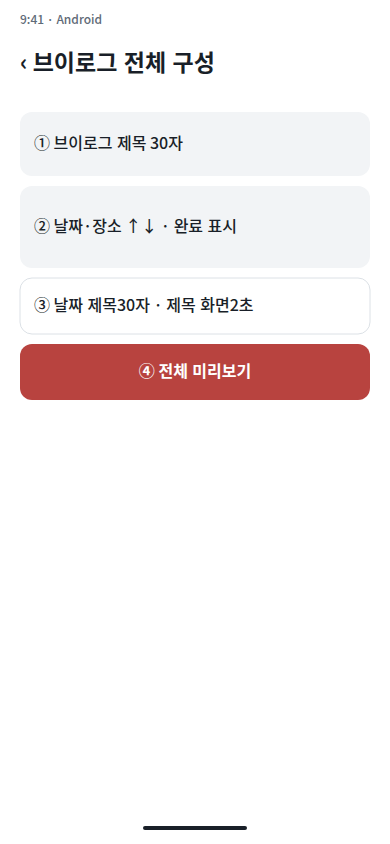 9:41 · Android
‹ 브이로그 전체 구성
① 브이로그 제목 30자
② 날짜·장소 ↑↓ · 완료 표시
③ 날짜 제목30자 · 제목 화면2초
④ 전체 미리보기